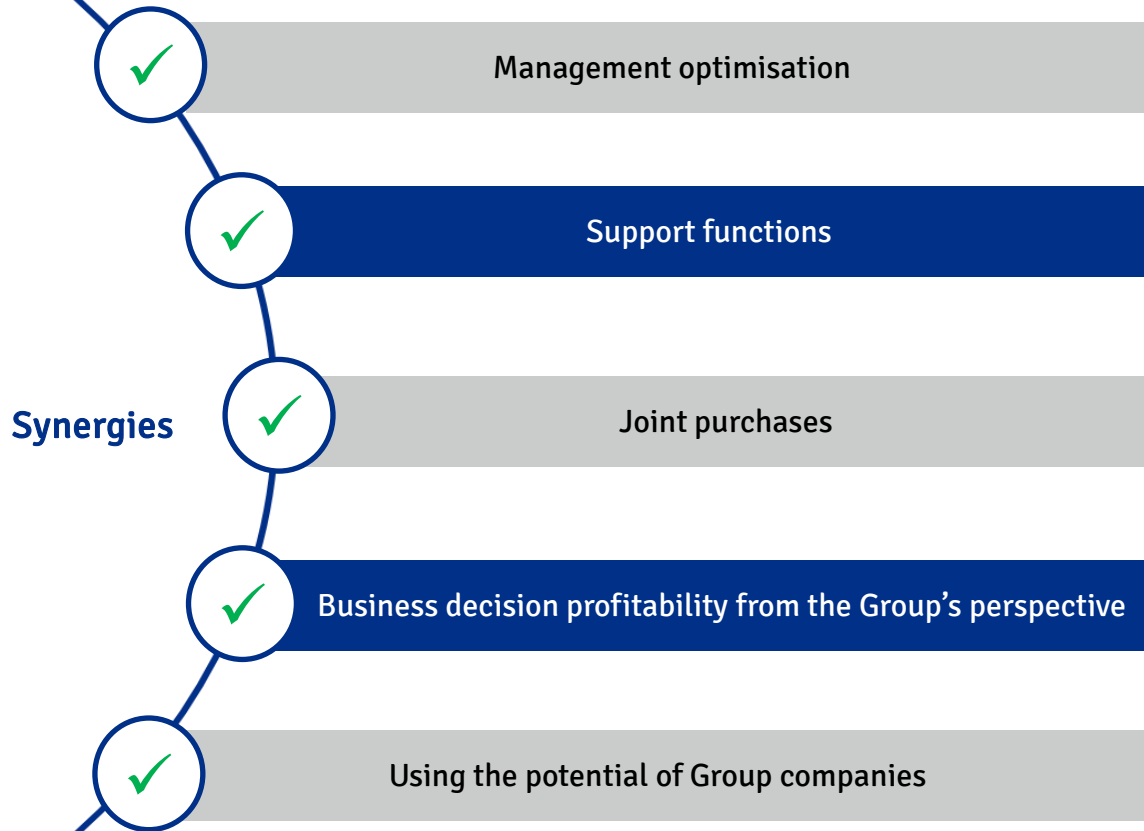 Management optimisation
Support functions
Synergies
Joint purchases
Business decision profitability from the Group’s perspective
Using the potential of Group companies